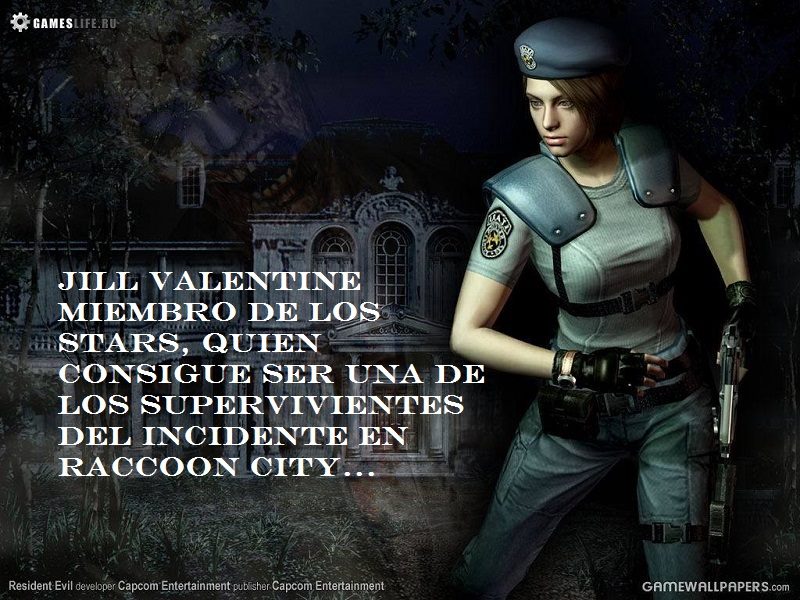 GAMESLIFE.RU
JILL VALENTINE
MIEMBRO DE LOS
STARS, QUIEN
CONSIGUE SER UNA DE
LOS SUPERVIVIENTES
DEL INCIDENTE EN
RACCOON CITY...
Resident Evil developer Capcom Entertainment publisher Capcom Entertainment
GAMEWALLPAPERS.com